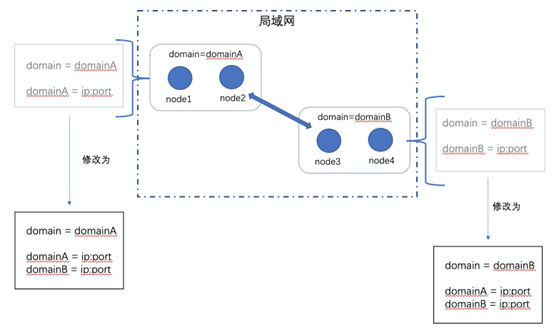 局域网
domain = domainA
domainA = ip:port
修改为
domain = domainA
domainA = ip:port
domainB = ip:port
domain=domainA
node1
node2
domain=domainB
node3
node4
domain = domainB
domainB = ip:port
修改为
domain = domainB
domainA = ip:port
domainB = ip:port